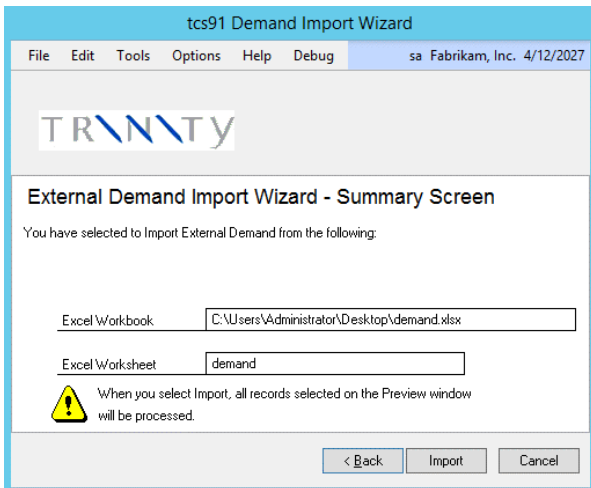 tcs91 Demand Import Wizard
File Edit Tools Options Help Debug sa Fabrikam, Inc. 4/12/2027
TRINITY
External Demand Import Wizard - Summary Screen
You have selected to Import External Demand from the following:
Excel Workbook C:\Users\Administrator\Desktop\demand.xlsx
Excel Worksheet demand
When you select Import, all records selected on the Preview window
will be processed.
< Back Import Cancel